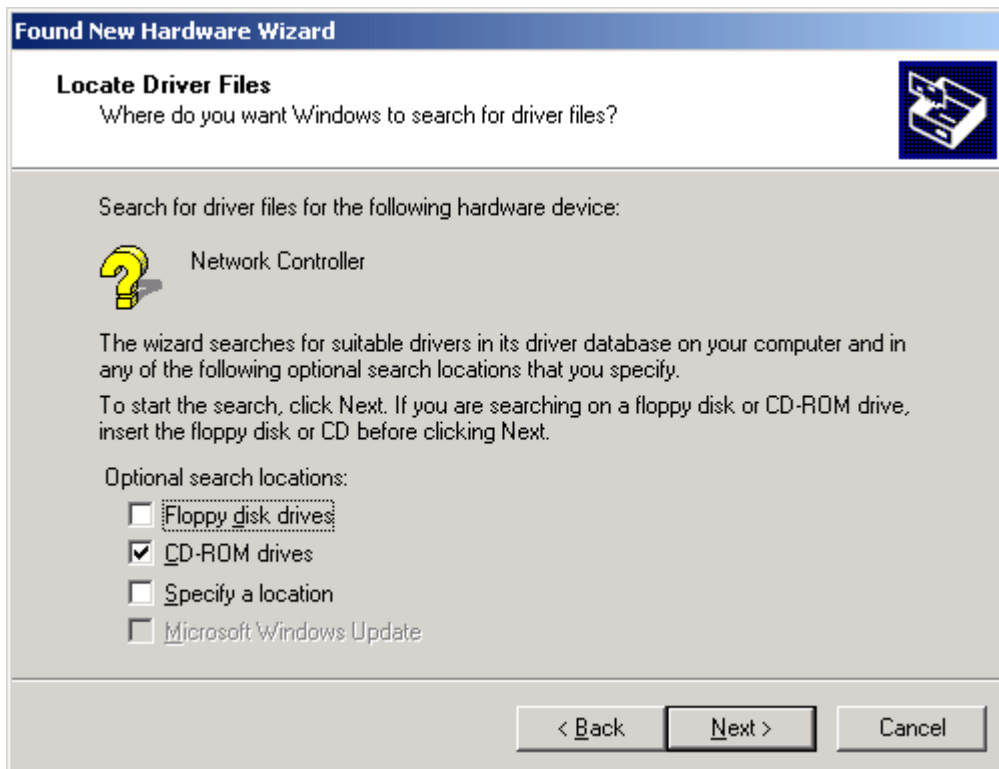 Found New Hardware Wizard
Locate Driver Files
Where do you want Windows to search for driver files?
Search for driver files for the following hardware device:
Network Controller
The wizard searches for suitable drivers in its driver database on your computer and in
any of the following optional search locations that you specify.
To start the search, click Next. If you are searching on a floppy disk or CD-ROM drive,
insert the floppy disk or CD before clicking Next.
Optional search locations:
Floppy disk drives
CD-ROM drives
Specify a location
Microsoft Windows Update
< Back Next > Cancel